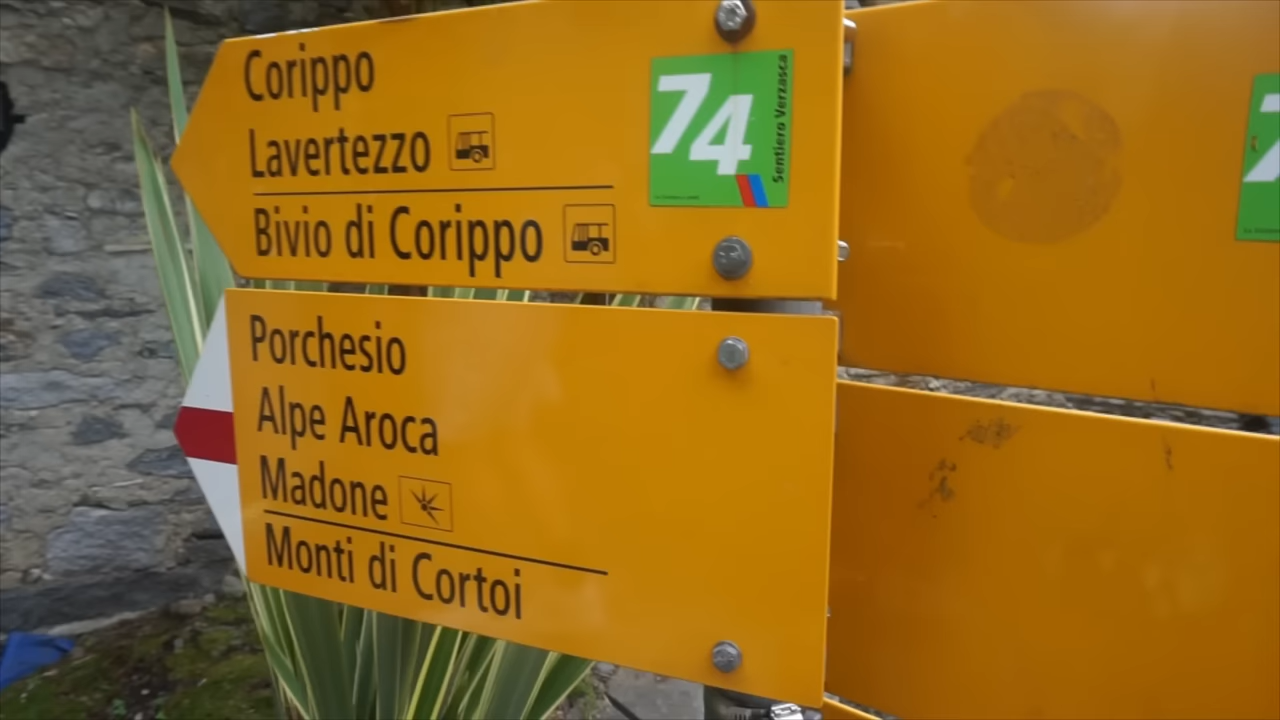 Corippo
Lavertezzo
Bivio di Corippo
74
Sentiero Verzasca
Porchesio
Alpe Aroca
Madone
Monti di Cortoi